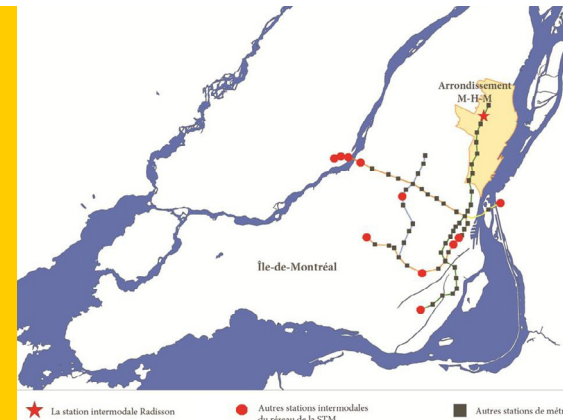 Arrondissement
M-H-M
Île-de-Montréal
La station intermodale Radisson
Autres stations intermodales
du réseau de la STM
Autres stations de mét